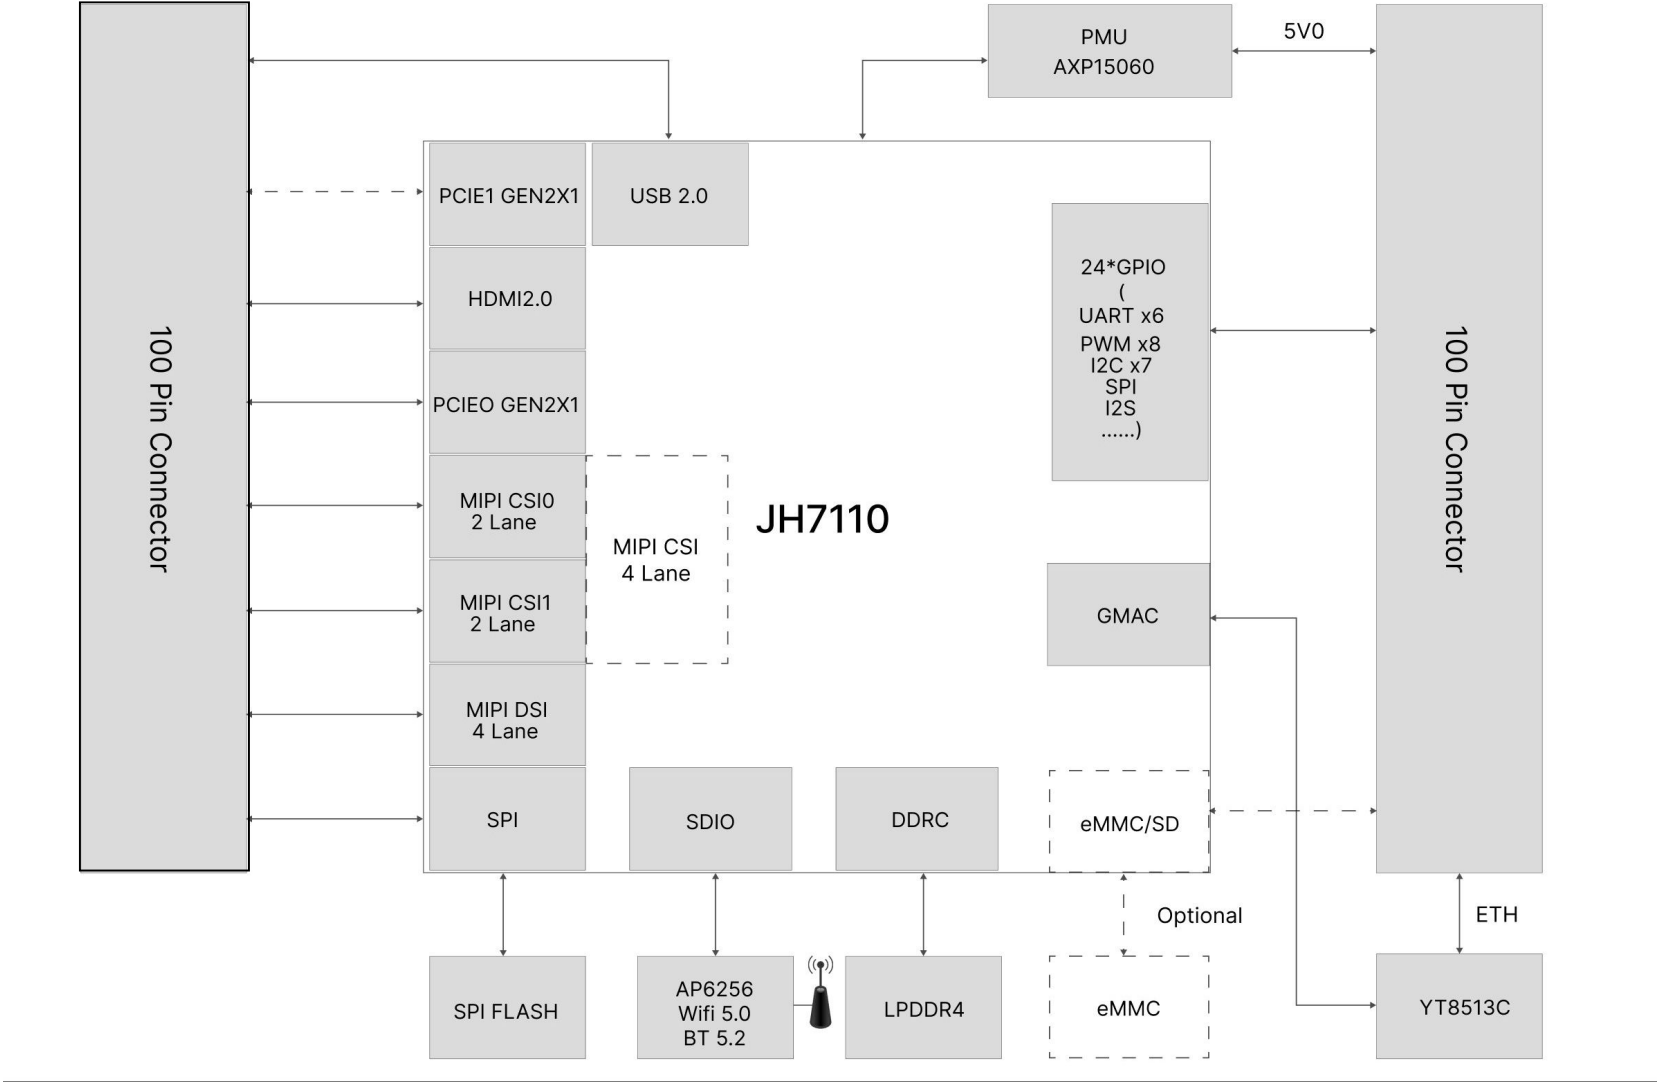 PMU
AXP15060
5V0
PCIE1 GEN2X1
USB 2.0
24*GPIO
(
UART x6
PWM x8
I2C x7
SPI
I2S
......)
HDMI2.0
PCIEO GEN2X1
100 Pin Connector
100 Pin Connector
MIPI CSI0
2 Lane
MIPI CSI
4 Lane
JH7110
MIPI CSI1
2 Lane
GMAC
MIPI DSI
4 Lane
SPI
SDIO
DDRC
eMMC/SD
Optional
ETH
SPI FLASH
AP6256
Wifi 5.0
BT 5.2
LPDDR4
eMMC
YT8513C